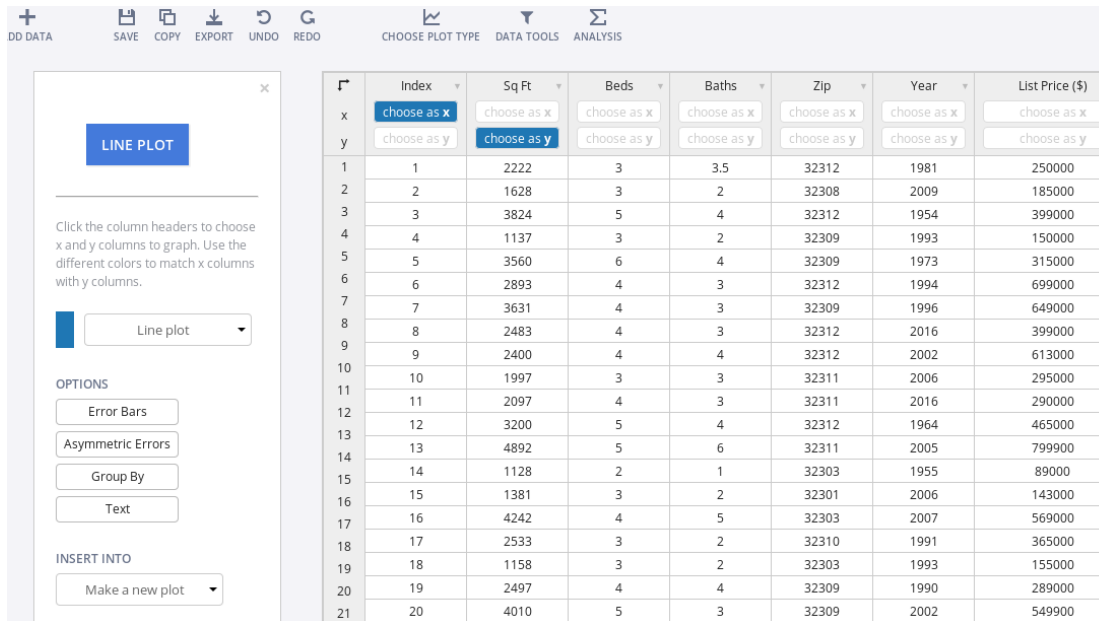 DD DATA SAVE COPY EXPORT UNDO REDO CHOOSE PLOT TYPE DATA TOOLS ANALYSIS
×
LINE PLOT
Click the column headers to choose
x and y columns to graph. Use the
different colors to match x columns
with y columns.
Line plot
OPTIONS
Error Bars
Asymmetric Errors
Group By
Text
INSERT INTO
Make a new plot
Index Sq Ft Beds Baths Zip Year List Price ($)
x choose as x choose as x choose as x choose as x choose as x choose as x choose as x
y choose as y choose as y choose as y choose as y choose as y choose as y choose as y
1 1 2222 3 3.5 32312 1981 250000
2 2 1628 3 2 32308 2009 185000
3 3 3824 5 4 32312 1954 399000
4 4 1137 3 2 32309 1993 150000
5 5 3560 6 4 32309 1973 315000
6 6 2893 4 3 32312 1994 699000
7 7 3631 4 3 32309 1996 649000
8 8 2483 4 3 32312 2016 399000
9 9 2400 4 4 32312 2002 613000
10 10 1997 3 3 32311 2006 295000
11 11 2097 4 3 32311 2016 290000
12 12 3200 5 4 32312 1964 465000
13 13 4892 5 6 32311 2005 799900
14 14 1128 2 1 32303 1955 89000
15 15 1381 3 2 32301 2006 143000
16 16 4242 4 5 32303 2007 569000
17 17 2533 3 2 32310 1991 365000
18 18 1158 3 2 32303 1993 155000
19 19 2497 4 4 32309 1990 289000
20 20 4010 5 3 32309 2002 549900
21